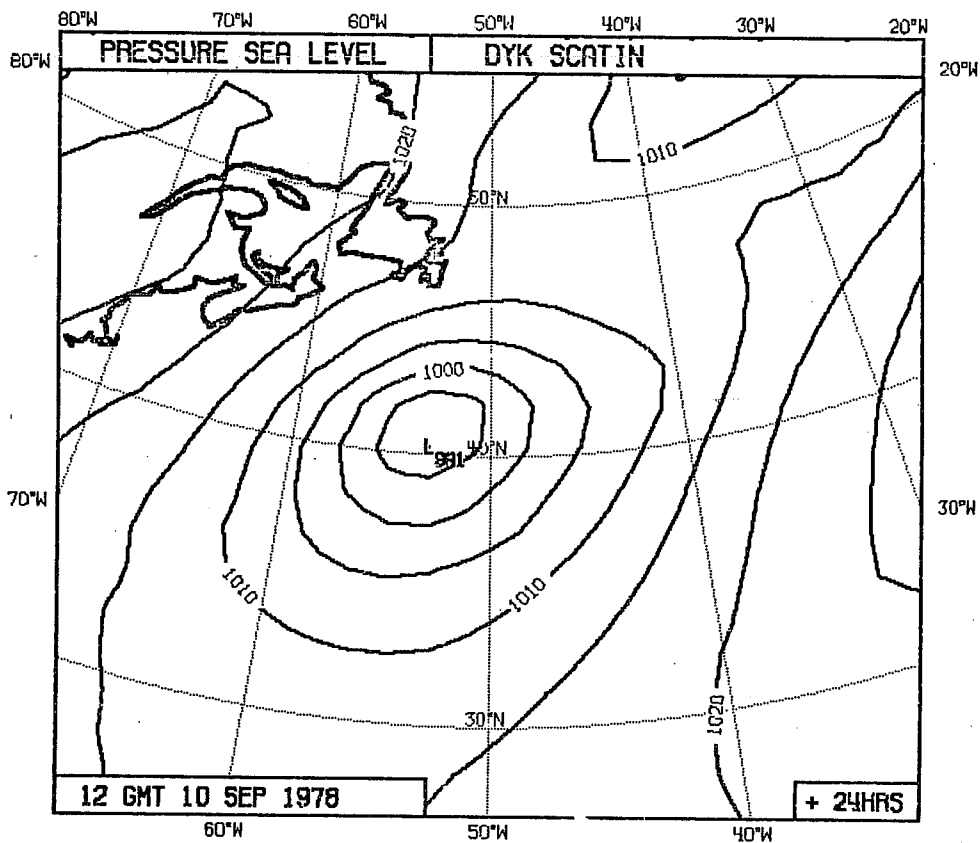 80°W 70°W 60°W 50°W 40°W 30°W 20°W
PRESSURE SEA LEVEL DYK SCATIN
80°W 20°W
1020
1010
50°N
1000
L 40°N
70°W 30°W
1010 1010
30°N
1020
12 GMT 10 SEP 1978 + 24HRS
60°W 50°W 40°W